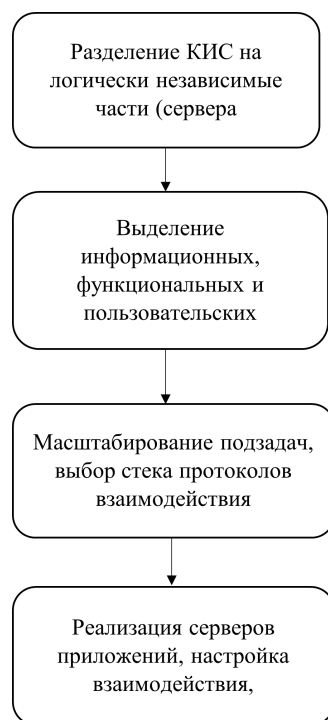 Разделение КИС на
логически независимые
части (сервера
Выделение
информационных,
функциональных и
пользовательских
Масштабирование подзадач,
выбор стека протоколов
взаимодействия
Реализация серверов
приложений, настройка
взаимодействия,